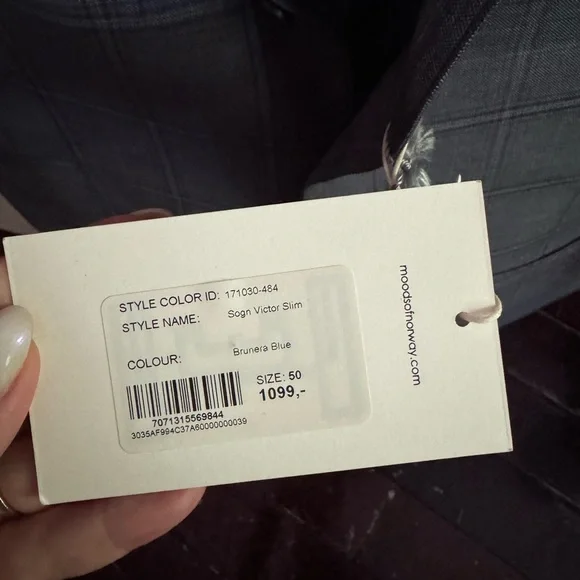 STYLE COLOR ID: 171030-484
STYLE NAME: Sogn Victor Slim
COLOUR: Brunera Blue
SIZE: 50
1099,-
7071315569844
3035AF994C37A60000000039
moodsofnorway.com